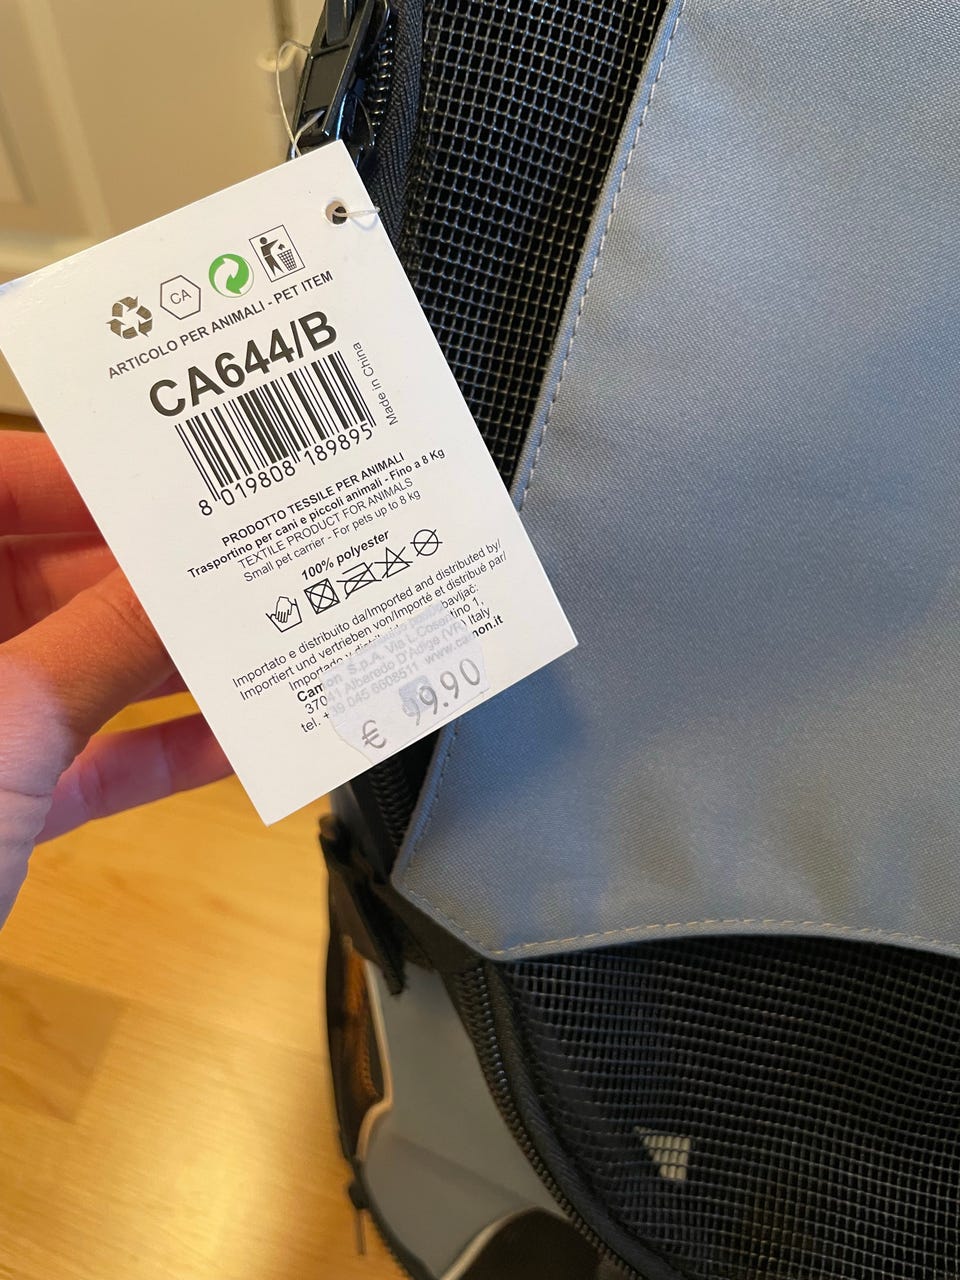 CA
ARTICOLO PER ANIMALI - PET ITEM
CA644/B
Made in China
8 019808 189895
PRODOTTO TESSILE PER ANIMALI
Trasportino per cani e piccoli animali - Fino a 8 Kg
TEXTILE PRODUCT FOR ANIMALS
Small pet carrier - For pets up to 8 kg
100% polyester
Importato e distribuito da/Imported and distributed by/
Importiert und vertrieben von/Importé et distribué par/
Importado y distribuido
Camon S.p.A. Via L.Cosentino 1,
37041 Albaredo D'Adige (VR) Italy
tel. +39 045 6608511 www.camon.it
€ 99.90